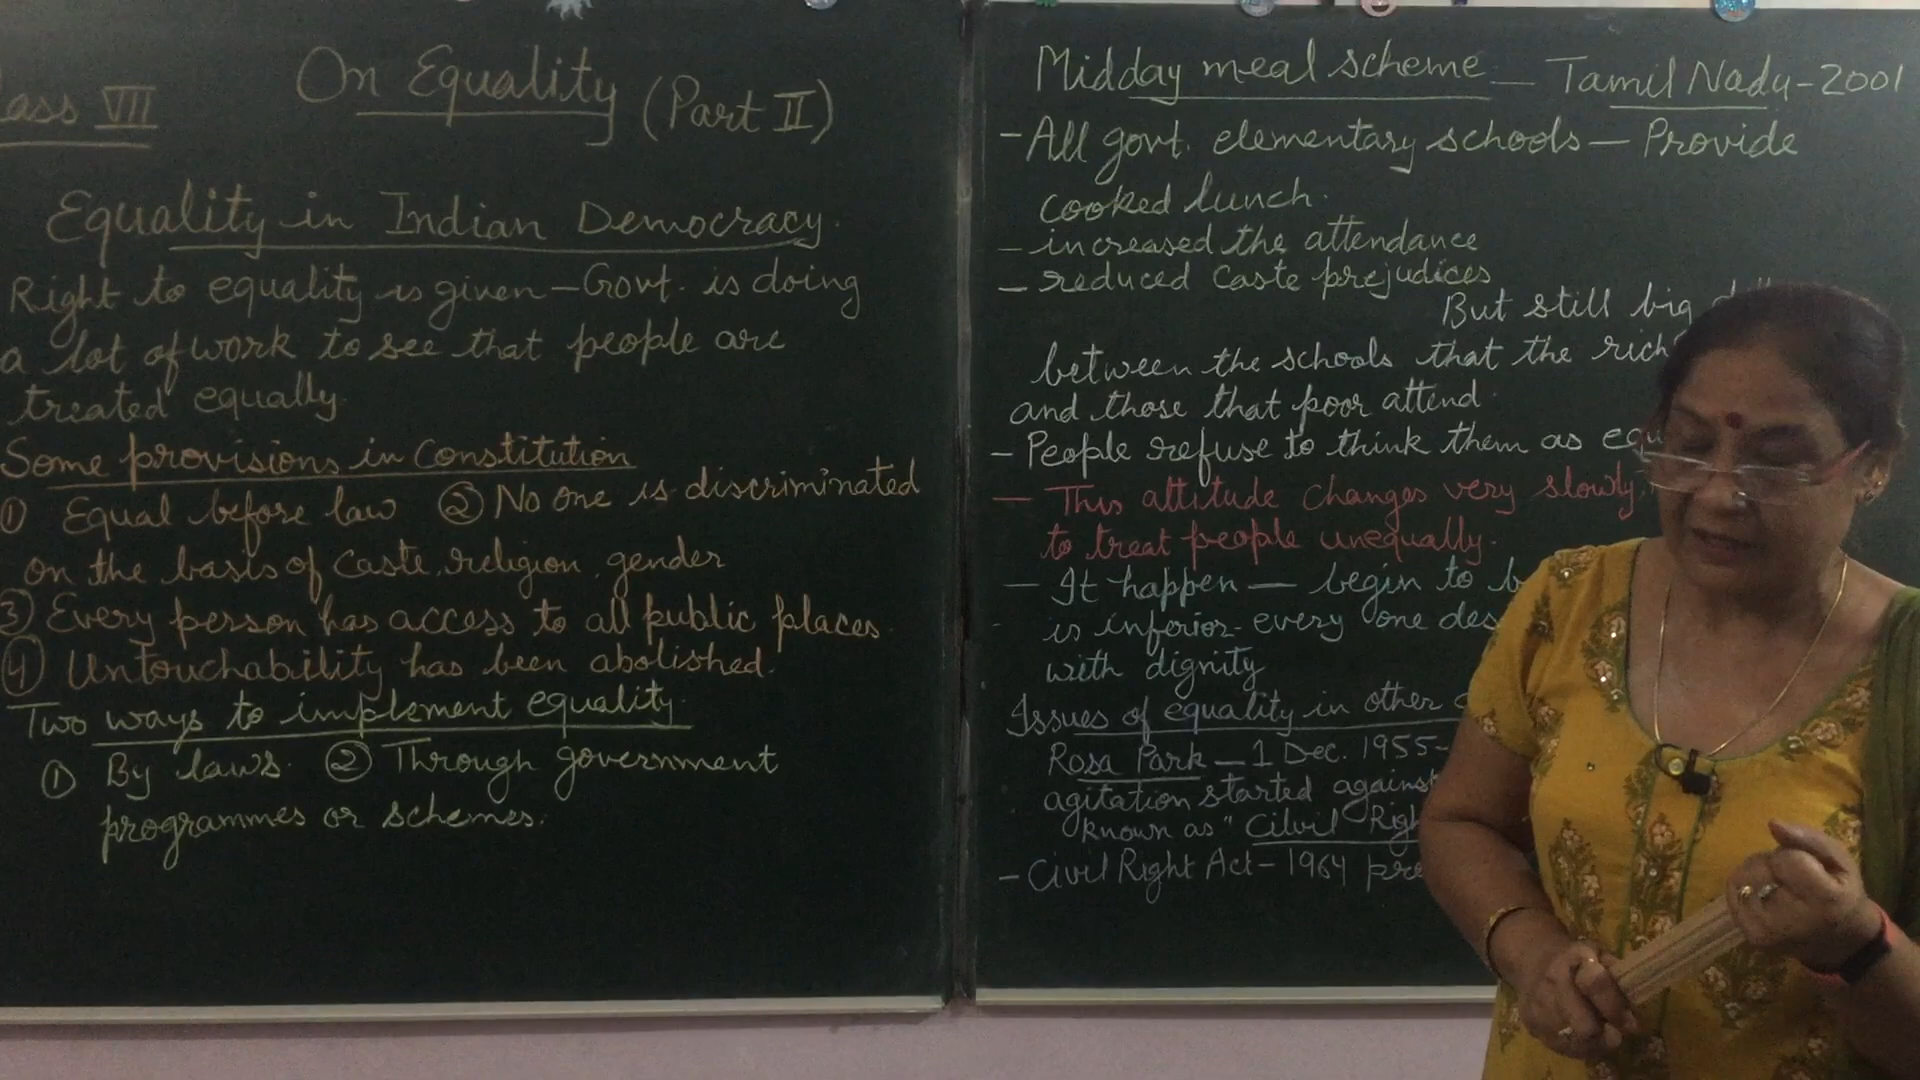 Class VII
On Equality (Part II)
Equality in Indian Democracy.
Right to equality is given - Govt. is doing
a lot of work to see that people are
treated equally.
Some provisions in Constitution
① Equal before law ② No one is discriminated
on the basis of caste, religion, gender
③ Every person has access to all public places.
④ Untouchability has been abolished.
Two ways to implement equality.
① By laws. ② Through government
programmes or schemes.
Midday meal scheme - Tamil Nadu - 2001
- All govt. elementary schools - Provide
cooked lunch.
- increased the attendance
- reduced caste prejudices
But still big
between the schools that the rich
and those that poor attend.
- People refuse to think them as equ
- This attitude changes very slowly,
to treat people unequally.
- It happen - begin to b
is inferior - every one des
with dignity
Issues of equality in other
Rosa Park - 1 Dec. 1955 -
agitation started against
known as "Cilvil Righ
- Civil Right Act - 1964 pr